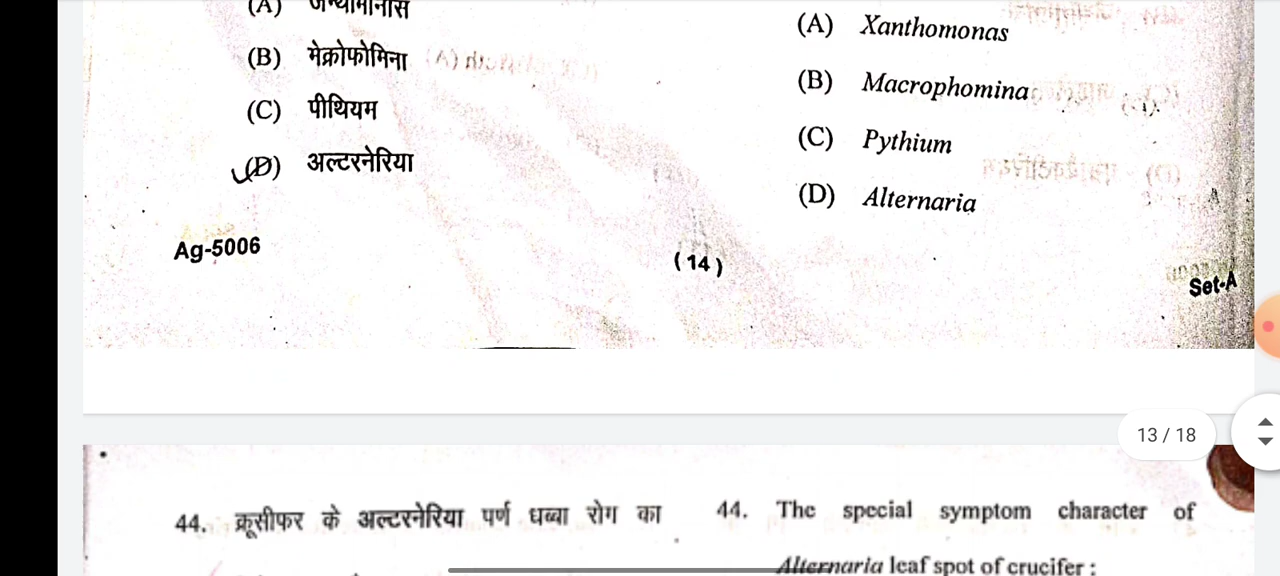 (A) जैन्थोमोनास
(B) मेक्रोफोमिना
(C) पीथियम
(D) अल्टरनेरिया
(A) Xanthomonas
(B) Macrophomina
(C) Pythium
(D) Alternaria
Ag-5006
(14)
Set-A
13 / 18
44. क्रूसीफर के अल्टरनेरिया पर्ण धब्बा रोग का
44. The special symptom character of
Alternaria leaf spot of crucifer :